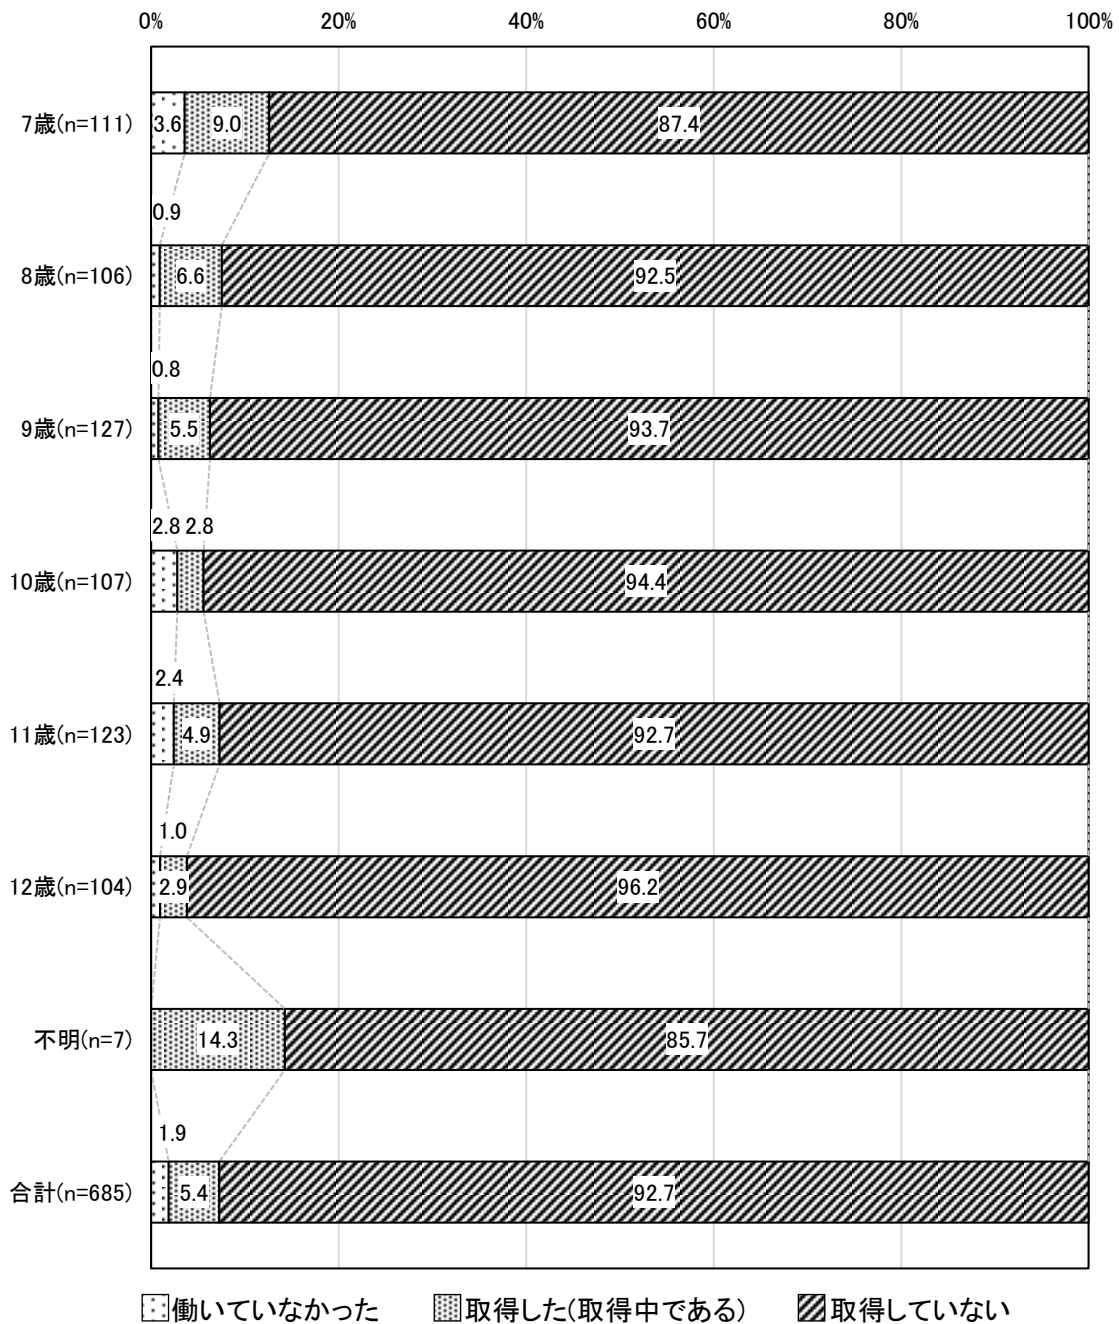 0% 20% 40% 60% 80% 100%
7歳(n=111) 3.6 9.0 87.4
0.9
8歳(n=106) 6.6 92.5
0.8
9歳(n=127) 5.5 93.7
2.8 2.8
10歳(n=107) 94.4
2.4
11歳(n=123) 4.9 92.7
1.0
12歳(n=104) 2.9 96.2
不明(n=7) 14.3 85.7
1.9
合計(n=685) 5.4 92.7
働いていなかった 取得した(取得中である) 取得していない